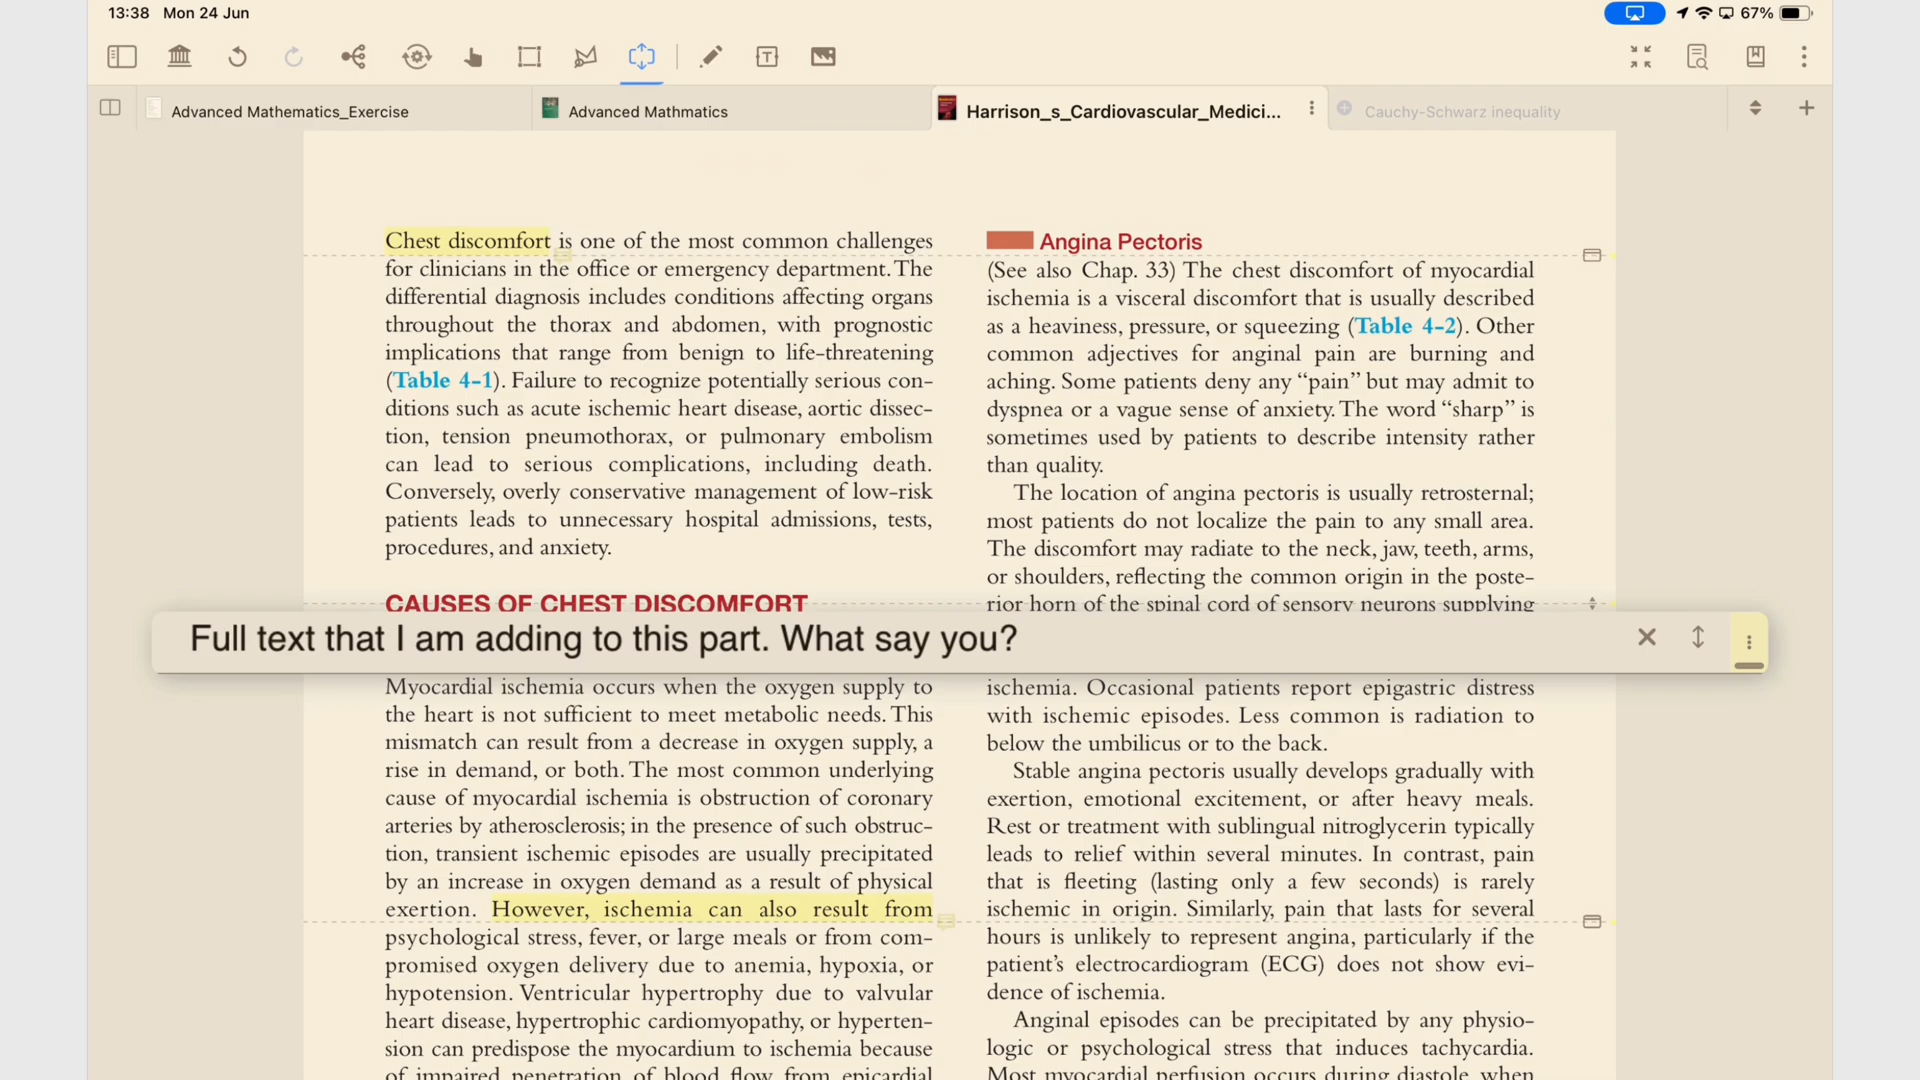 13:38 Mon 24 Jun
67%
Advanced Mathematics_Exercise
Advanced Mathmatics
Harrison_s_Cardiovascular_Medici...
Cauchy-Schwarz inequality
Chest discomfort is one of the most common challenges
for clinicians in the office or emergency department. The
differential diagnosis includes conditions affecting organs
throughout the thorax and abdomen, with prognostic
implications that range from benign to life-threatening
(Table 4-1). Failure to recognize potentially serious con-
ditions such as acute ischemic heart disease, aortic dissec-
tion, tension pneumothorax, or pulmonary embolism
can lead to serious complications, including death.
Conversely, overly conservative management of low-risk
patients leads to unnecessary hospital admissions, tests,
procedures, and anxiety.
CAUSES OF CHEST DISCOMFORT
Full text that I am adding to this part. What say you?
Myocardial ischemia occurs when the oxygen supply to
the heart is not sufficient to meet metabolic needs. This
mismatch can result from a decrease in oxygen supply, a
rise in demand, or both. The most common underlying
cause of myocardial ischemia is obstruction of coronary
arteries by atherosclerosis; in the presence of such obstruc-
tion, transient ischemic episodes are usually precipitated
by an increase in oxygen demand as a result of physical
exertion. However, ischemia can also result from
psychological stress, fever, or large meals or from com-
promised oxygen delivery due to anemia, hypoxia, or
hypotension. Ventricular hypertrophy due to valvular
heart disease, hypertrophic cardiomyopathy, or hyperten-
sion can predispose the myocardium to ischemia because
of impaired penetration of blood flow from epicardial
Angina Pectoris
(See also Chap. 33) The chest discomfort of myocardial
ischemia is a visceral discomfort that is usually described
as a heaviness, pressure, or squeezing (Table 4-2). Other
common adjectives for anginal pain are burning and
aching. Some patients deny any “pain” but may admit to
dyspnea or a vague sense of anxiety. The word “sharp” is
sometimes used by patients to describe intensity rather
than quality.
The location of angina pectoris is usually retrosternal;
most patients do not localize the pain to any small area.
The discomfort may radiate to the neck, jaw, teeth, arms,
or shoulders, reflecting the common origin in the poste-
rior horn of the spinal cord of sensory neurons supplying
ischemia. Occasional patients report epigastric distress
with ischemic episodes. Less common is radiation to
below the umbilicus or to the back.
Stable angina pectoris usually develops gradually with
exertion, emotional excitement, or after heavy meals.
Rest or treatment with sublingual nitroglycerin typically
leads to relief within several minutes. In contrast, pain
that is fleeting (lasting only a few seconds) is rarely
ischemic in origin. Similarly, pain that lasts for several
hours is unlikely to represent angina, particularly if the
patient’s electrocardiogram (ECG) does not show evi-
dence of ischemia.
Anginal episodes can be precipitated by any physio-
logic or psychological stress that induces tachycardia.
Most myocardial perfusion occurs during diastole, when